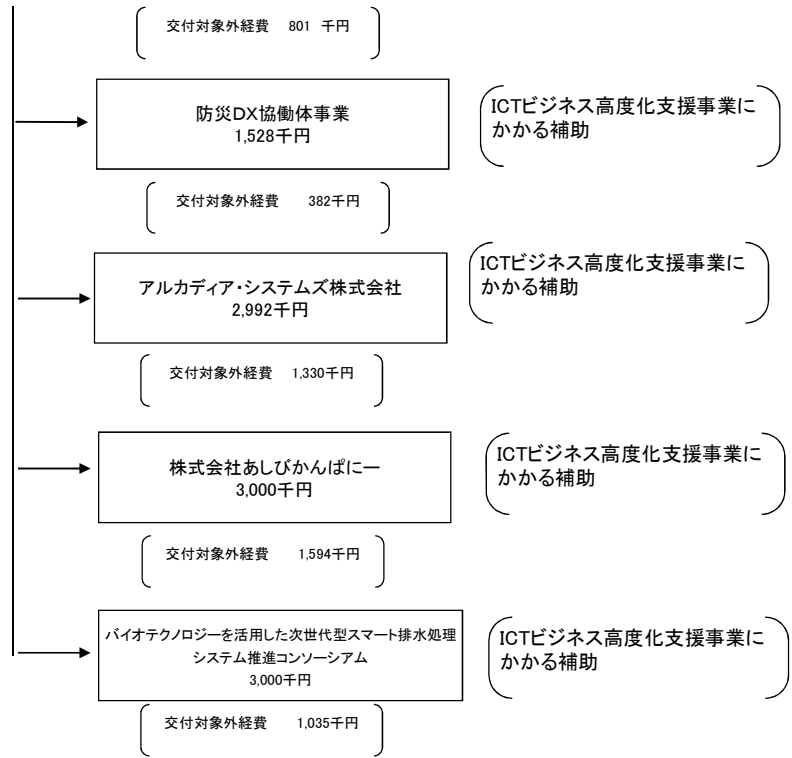 交付対象外経費 801 千円
防災DX協働体事業
1,528千円
ICTビジネス高度化支援事業に
かかる補助
交付対象外経費 382千円
アルカディア・システムズ株式会社
2,992千円
ICTビジネス高度化支援事業に
かかる補助
交付対象外経費 1,330千円
株式会社あしびかんぱにー
3,000千円
ICTビジネス高度化支援事業に
かかる補助
交付対象外経費 1,594千円
バイオテクノロジーを活用した次世代型スマート排水処理
システム推進コンソーシアム
3,000千円
ICTビジネス高度化支援事業に
かかる補助
交付対象外経費 1,035千円